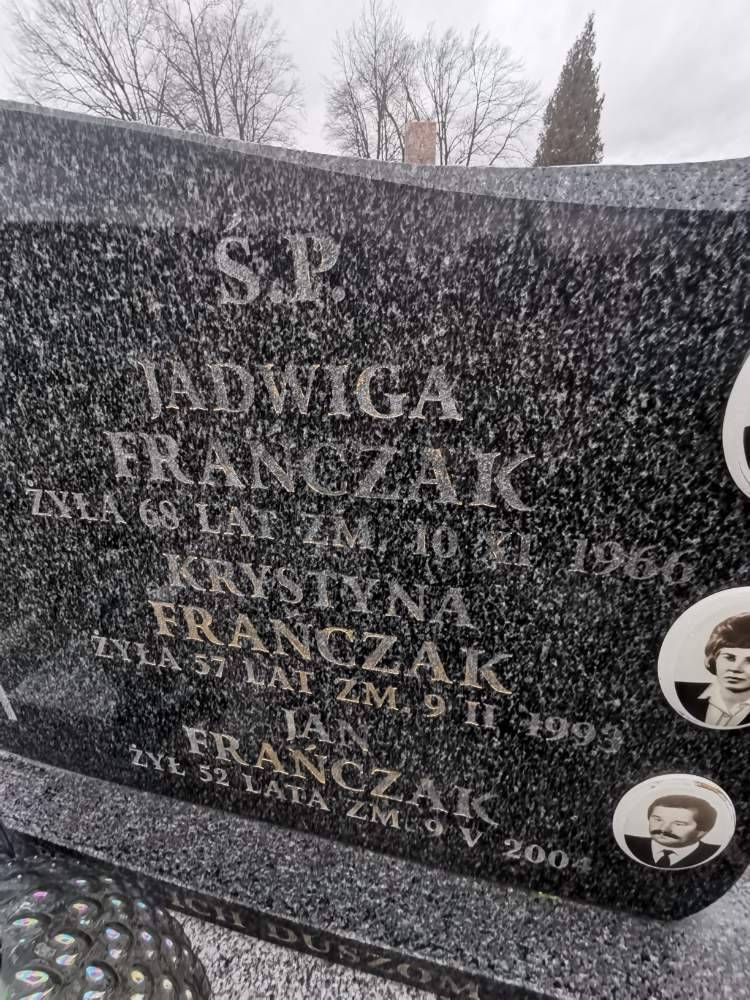 Ś.P.
JADWIGA
FRAŃCZAK
ŻYŁA 68 LAT ZM. 10 XI 1966
KRYSTYNA
FRAŃCZAK
ŻYŁA 57 LAT ZM. 9 II 1993
JAN
FRAŃCZAK
ŻYŁ 52 LATA ZM 9 V 2004
ICH DUSZOM